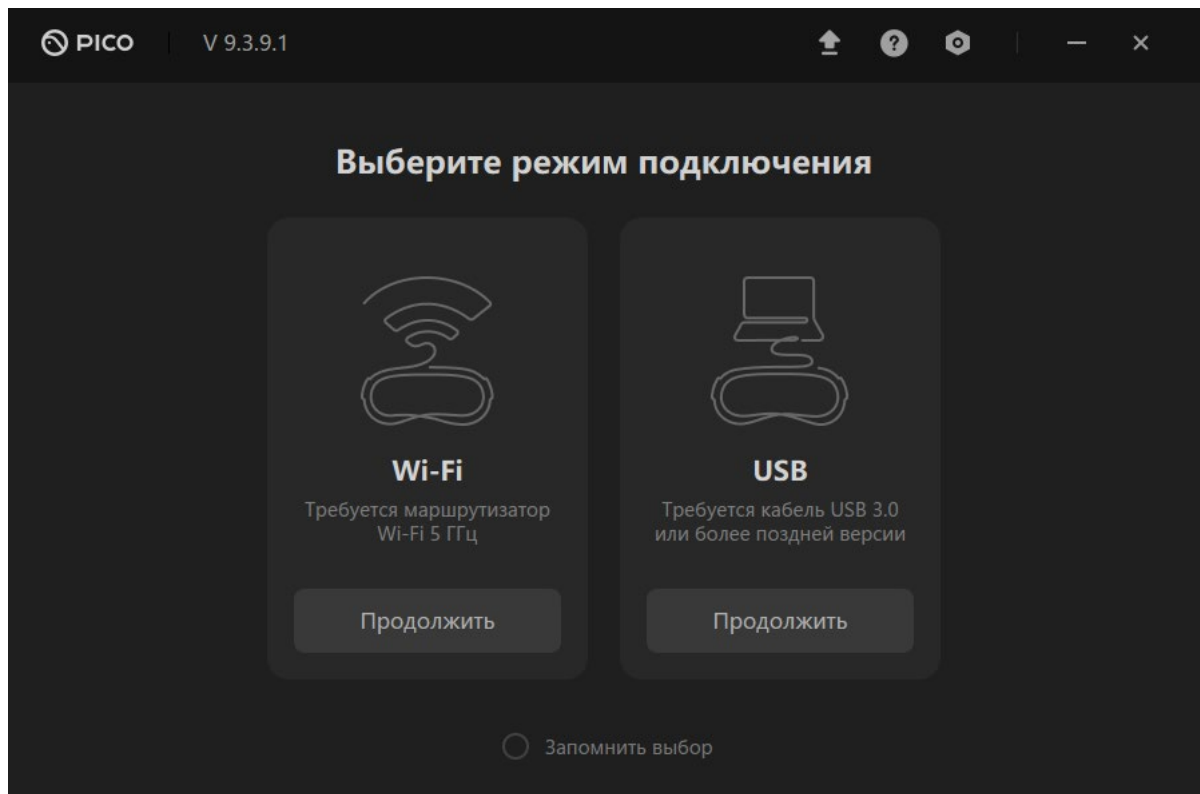 PICO V 9.3.9.1
Выберите режим подключения
Wi-Fi
Требуется маршрутизатор
Wi-Fi 5 ГГц
Продолжить
USB
Требуется кабель USB 3.0
или более поздней версии
Продолжить
Запомнить выбор